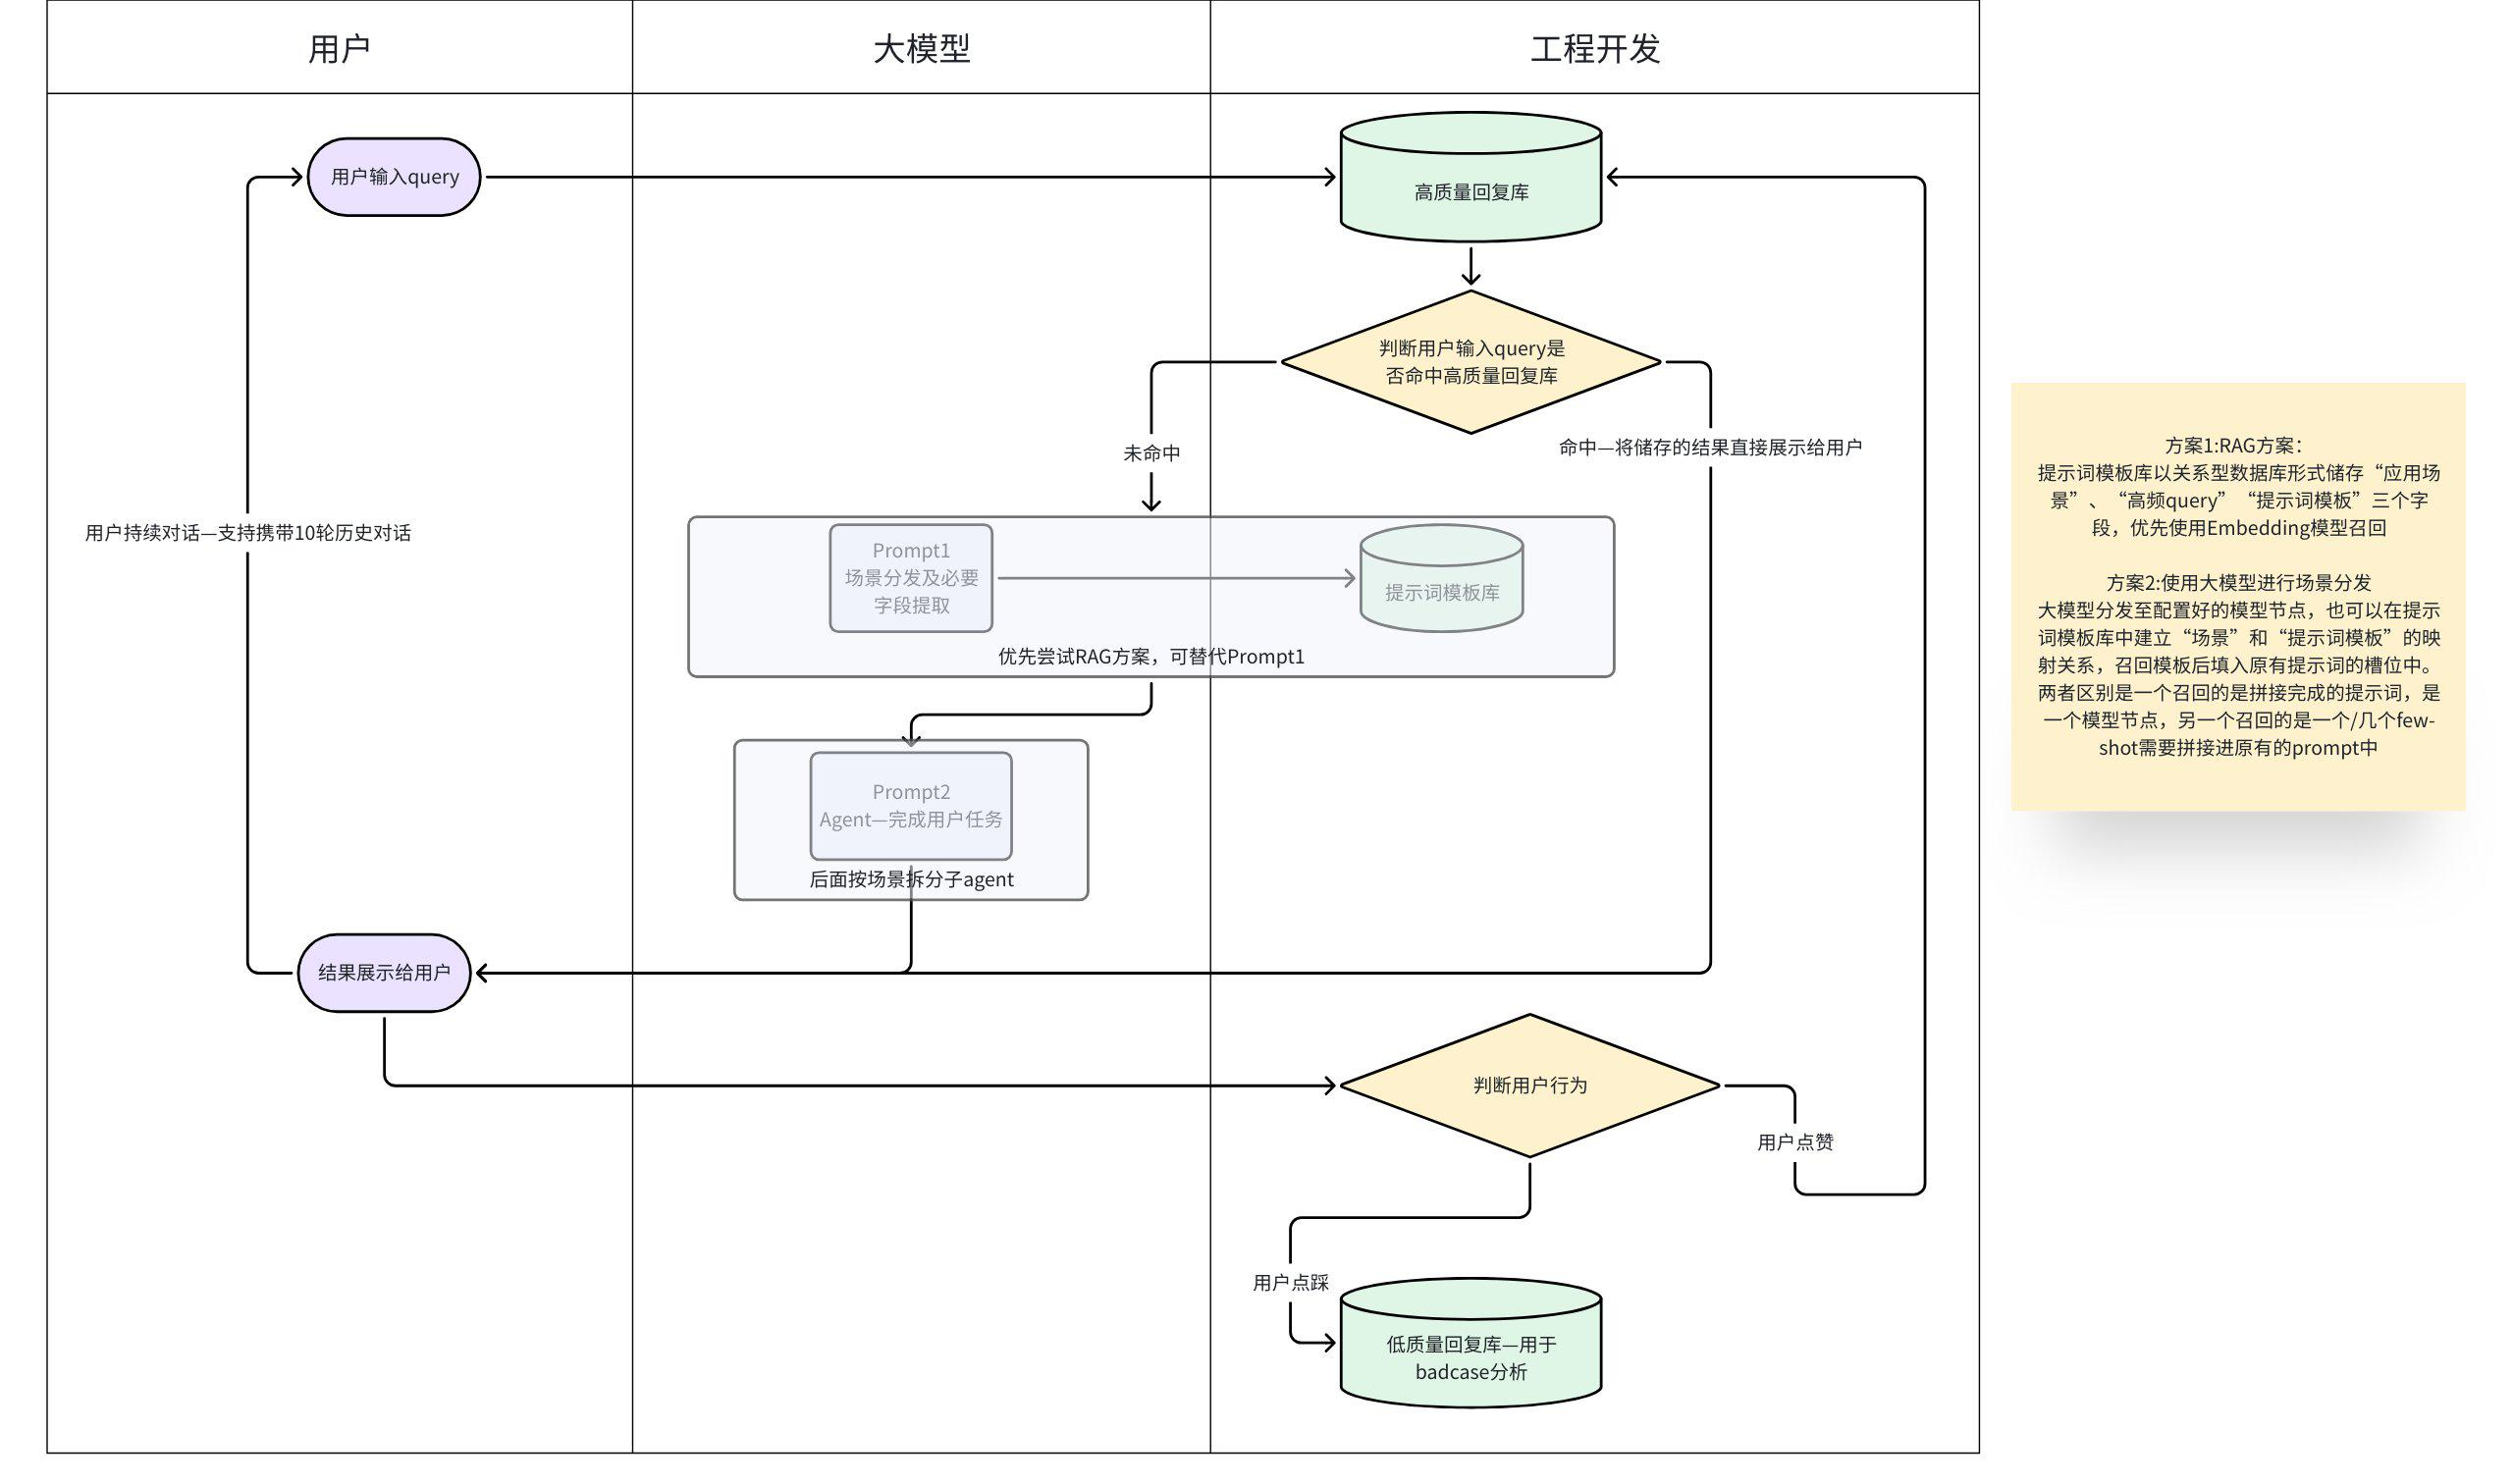 用户
大模型
工程开发
用户输入query
高质量回复库
判断用户输入query是
否命中高质量回复库
未命中
命中—将储存的结果直接展示给用户
用户持续对话—支持携带10轮历史对话
Prompt1
场景分发及必要
字段提取
提示词模板库
优先尝试RAG方案，可替代Prompt1
Prompt2
Agent—完成用户任务
后面按场景拆分子agent
结果展示给用户
判断用户行为
用户点赞
用户点踩
低质量回复库—用于
badcase分析
方案1:RAG方案：
提示词模板库以关系型数据库形式储存“应用场
景”、“高频query”“提示词模板”三个字
段，优先使用Embedding模型召回
方案2:使用大模型进行场景分发
大模型分发至配置好的模型节点，也可以在提示
词模板库中建立“场景”和“提示词模板”的映
射关系，召回模板后填入原有提示词的槽位中。
两者区别是一个召回的是拼接完成的提示词，是
一个模型节点，另一个召回的是一个/几个few-
shot需要拼接进原有的prompt中